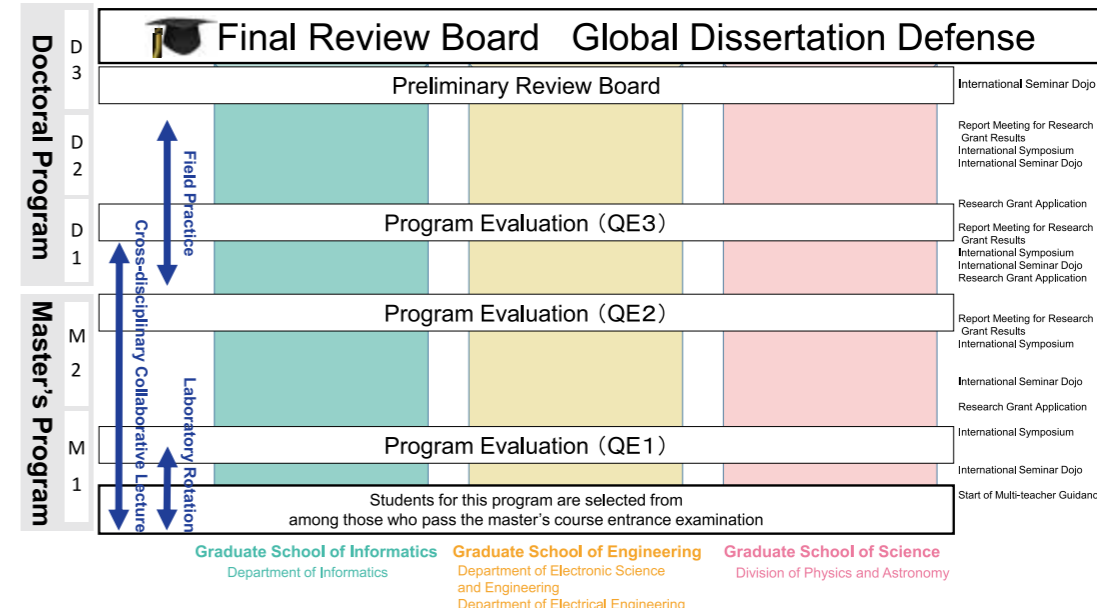 Doctoral Program
D
3
D
2
D
1
Master's Program
M
2
M
1
Final Review Board Global Dissertation Defense
Preliminary Review Board
Field Practice
Program Evaluation (QE3)
Cross-disciplinary Collaborative Lecture
Program Evaluation (QE2)
Laboratory Rotation
Program Evaluation (QE1)
Students for this program are selected from
among those who pass the master's course entrance examination
International Seminar Dojo
Report Meeting for Research
Grant Results
International Symposium
International Seminar Dojo
Research Grant Application
Report Meeting for Research
Grant Results
International Symposium
International Seminar Dojo
Research Grant Application
Report Meeting for Research
Grant Results
International Symposium
International Seminar Dojo
Research Grant Application
International Symposium
International Seminar Dojo
Start of Multi-teacher Guidanc
Graduate School of Informatics
Department of Informatics
Graduate School of Engineering
Department of Electronic Science
and Engineering
Department of Electrical Engineering
Graduate School of Science
Division of Physics and Astronomy